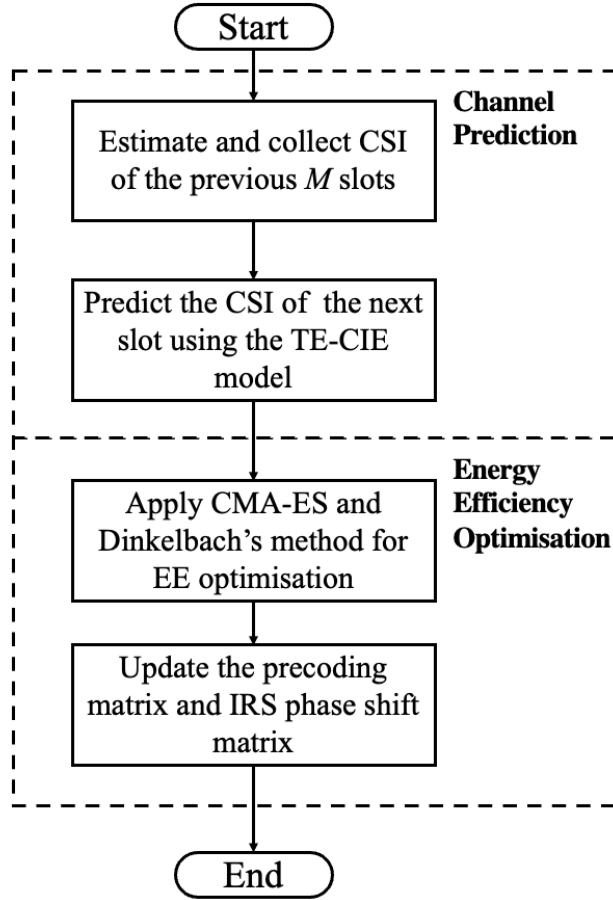 Start
Channel
Prediction
Estimate and collect CSI
of the previous M slots
Predict the CSI of the next
slot using the TE-CIE
model
Energy
Efficiency
Optimisation
Apply CMA-ES and
Dinkelbach's method for
EE optimisation
Update the precoding
matrix and IRS phase shift
matrix
End